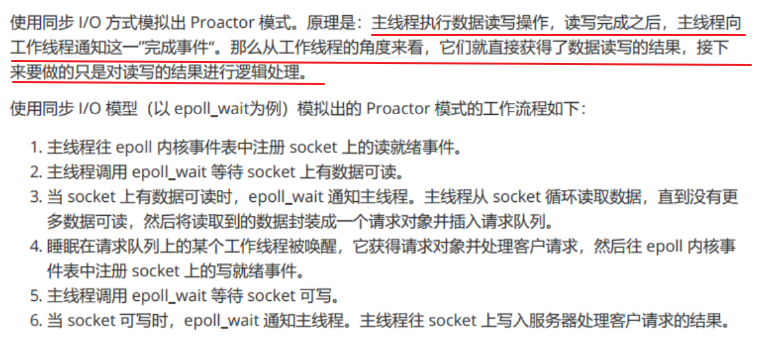 使用同步 I/O 方式模拟出 Proactor 模式。原理是：主线程执行数据读写操作，读写完成之后，主线程向
工作线程通知这一”完成事件“。那么从工作线程的角度来看，它们就直接获得了数据读写的结果，接下
来要做的只是对读写的结果进行逻辑处理。
使用同步 I/O 模型（以 epoll_wait为例）模拟出的 Proactor 模式的工作流程如下：
1. 主线程往 epoll 内核事件表中注册 socket 上的读就绪事件。
2. 主线程调用 epoll_wait 等待 socket 上有数据可读。
3. 当 socket 上有数据可读时，epoll_wait 通知主线程。主线程从 socket 循环读取数据，直到没有更
多数据可读，然后将读取到的数据封装成一个请求对象并插入请求队列。
4. 睡眠在请求队列上的某个工作线程被唤醒，它获得请求对象并处理客户请求，然后往 epoll 内核事
件表中注册 socket 上的写就绪事件。
5. 主线程调用 epoll_wait 等待 socket 可写。
6. 当 socket 可写时，epoll_wait 通知主线程。主线程往 socket 上写入服务器处理客户请求的结果。